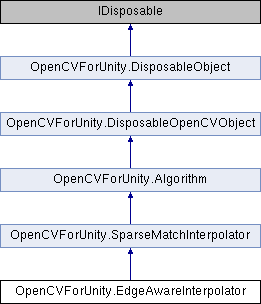 IDisposable
OpenCVForUnity.DisposableObject
OpenCVForUnity.DisposableOpenCVObject
OpenCVForUnity.Algorithm
OpenCVForUnity.SparseMatchInterpolator
OpenCVForUnity.EdgeAwareInterpolator